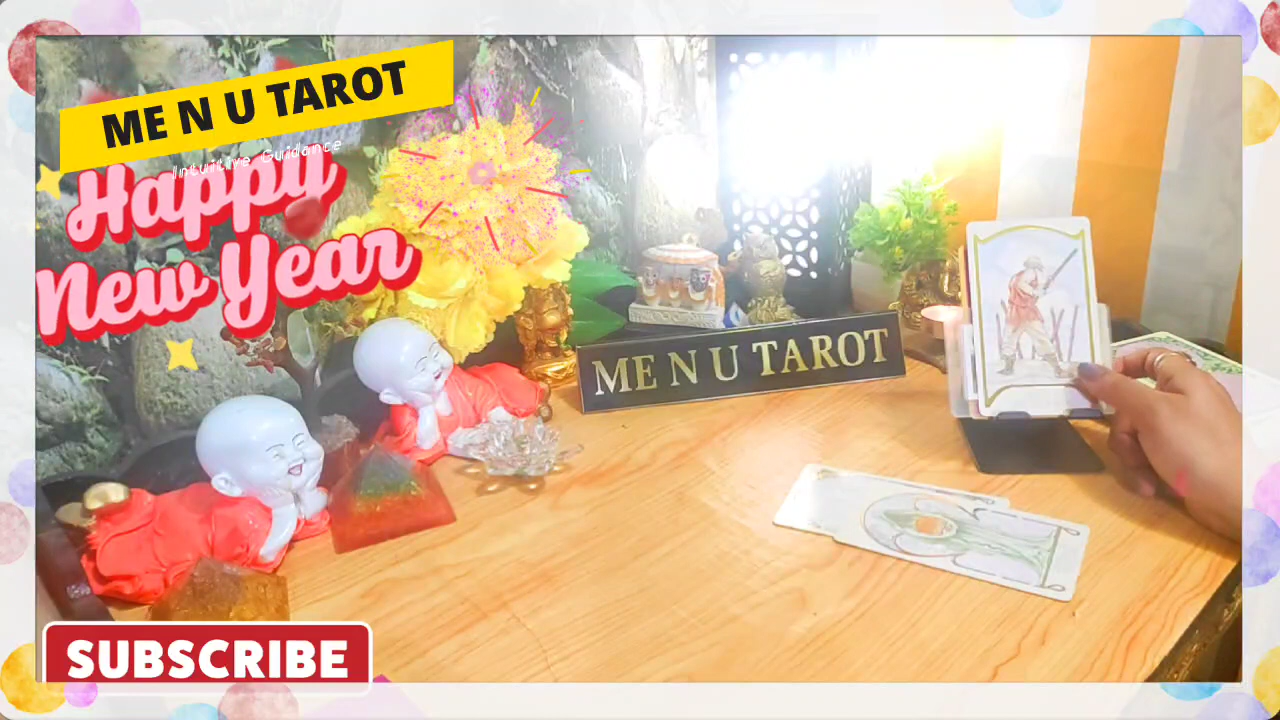 ME N U TAROT
Intuitive Guidance
Happy
New Year
ME N U TAROT
SUBSCRIBE